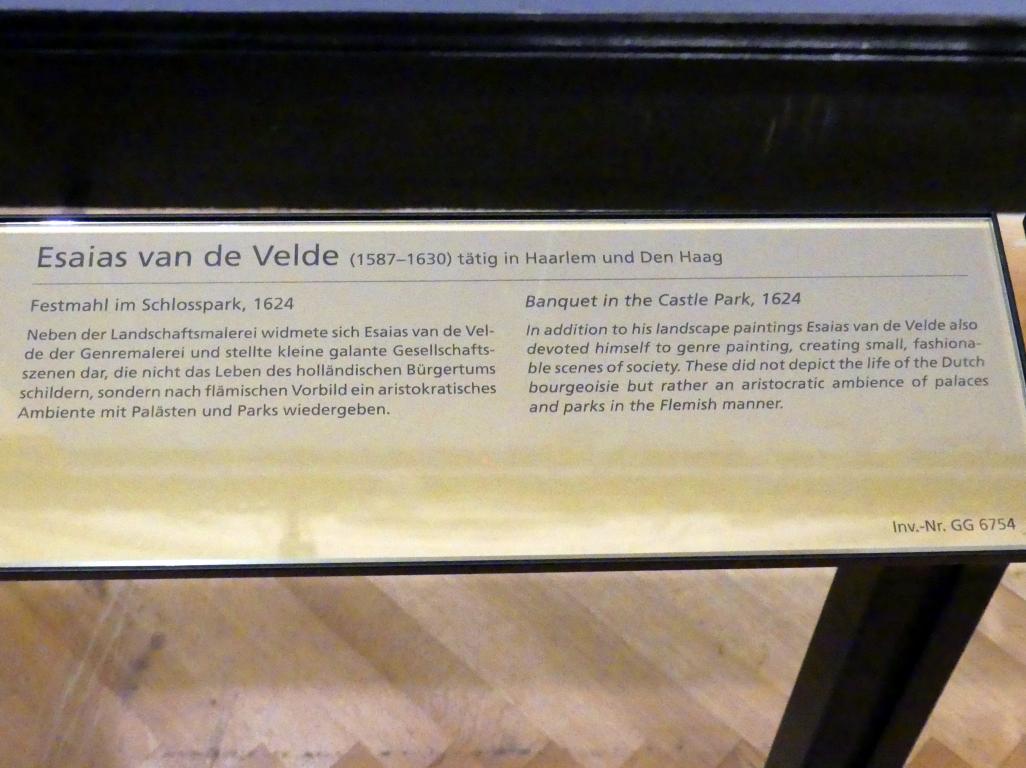 Esaias van de Velde (1587–1630) tätig in Haarlem und Den Haag
Festmahl im Schlosspark, 1624
Neben der Landschaftsmalerei widmete sich Esaias van de Vel-
de der Genremalerei und stellte kleine galante Gesellschafts-
szenen dar, die nicht das Leben des holländischen Bürgertums
schildern, sondern nach flämischen Vorbild ein aristokratisches
Ambiente mit Palästen und Parks wiedergeben.
Banquet in the Castle Park, 1624
In addition to his landscape paintings Esaias van de Velde also
devoted himself to genre painting, creating small, fashiona-
ble scenes of society. These did not depict the life of the Dutch
bourgeoisie but rather an aristocratic ambience of palaces
and parks in the Flemish manner.
Inv.-Nr. GG 6754